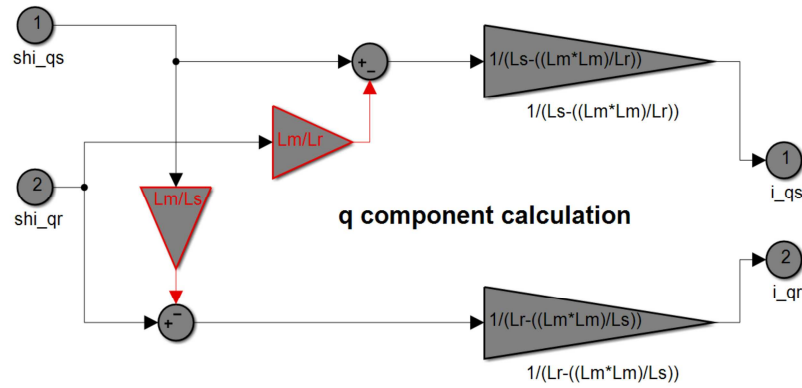 1
shi_qs
+
−
1/(Ls-((Lm*Lm)/Lr))
1/(Ls-((Lm*Lm)/Lr))
Lm/Lr
1
i_qs
2
shi_qr
Lm/Ls
q component calculation
2
i_qr
+
−
1/(Lr-((Lm*Lm)/Ls))
1/(Lr-((Lm*Lm)/Ls))